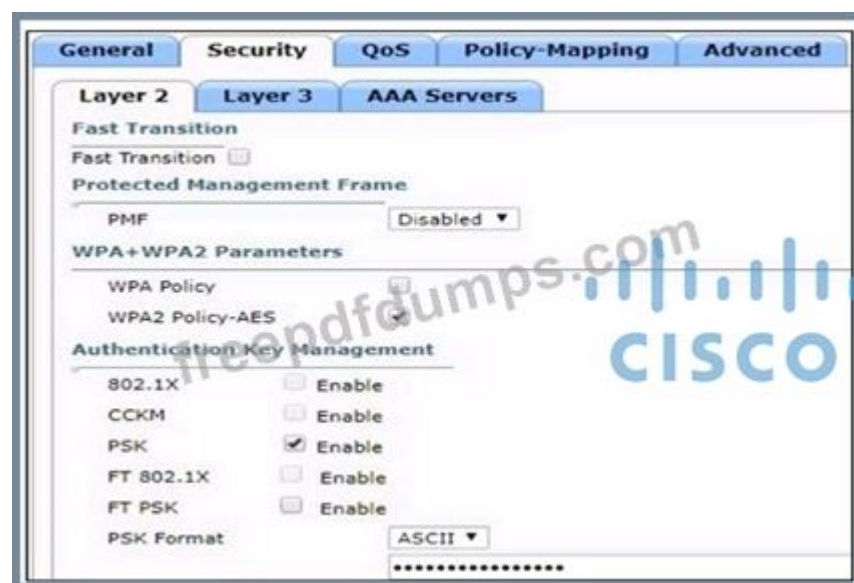 General Security QoS Policy-Mapping Advanced
Layer 2 Layer 3 AAA Servers
Fast Transition
Fast Transition
Protected Management Frame
PMF Disabled
WPA+WPA2 Parameters
WPA Policy
WPA2 Policy-AES
Authentication Key Management
802.1X Enable
CCKM Enable
PSK Enable
FT 802.1X Enable
FT PSK Enable
PSK Format ASCII
••••••••••••••••
freepdfdumps.com
CISCO